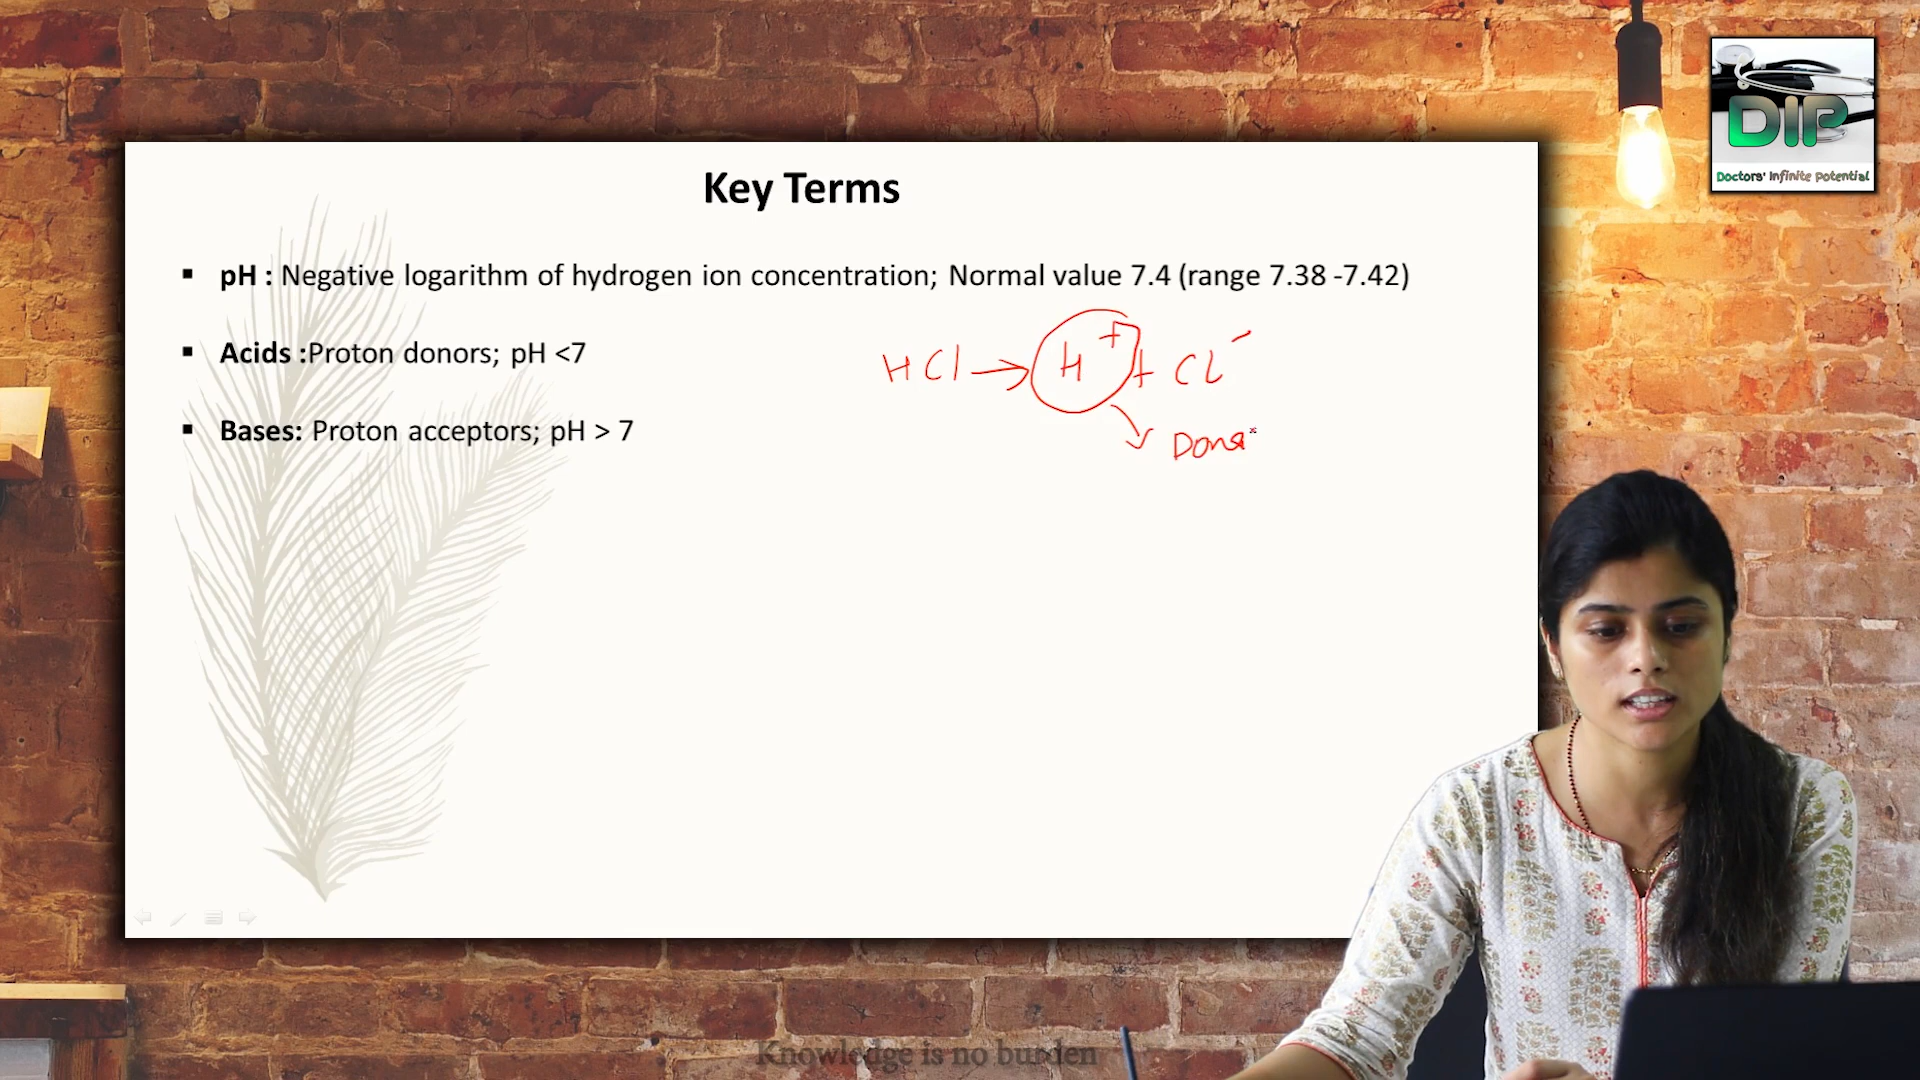 DIP
Doctors' Infinite Potential
Key Terms
▪ pH : Negative logarithm of hydrogen ion concentration; Normal value 7.4 (range 7.38 -7.42)
▪ Acids :Proton donors; pH <7
HCl → H+ + Cl-
▪ Bases: Proton acceptors; pH > 7
Dona
Knowledge is no burden